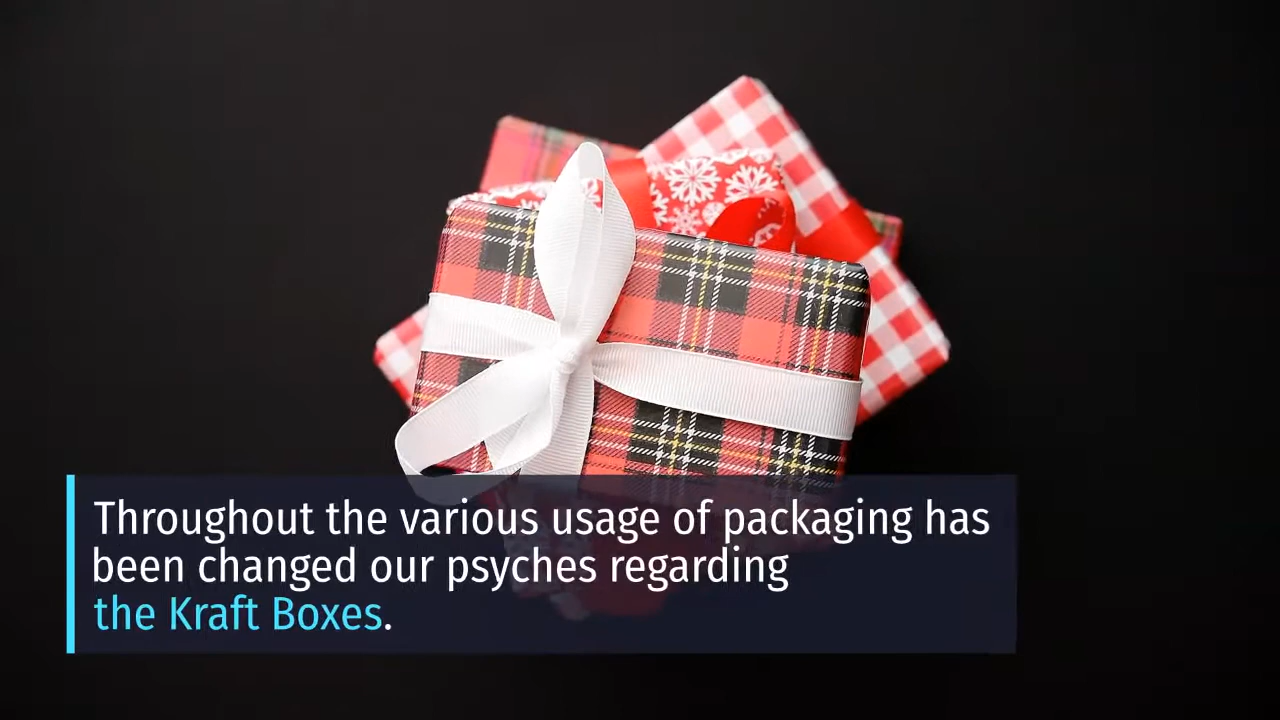 Throughout the various usage of packaging has
been changed our psyches regarding
the Kraft Boxes.